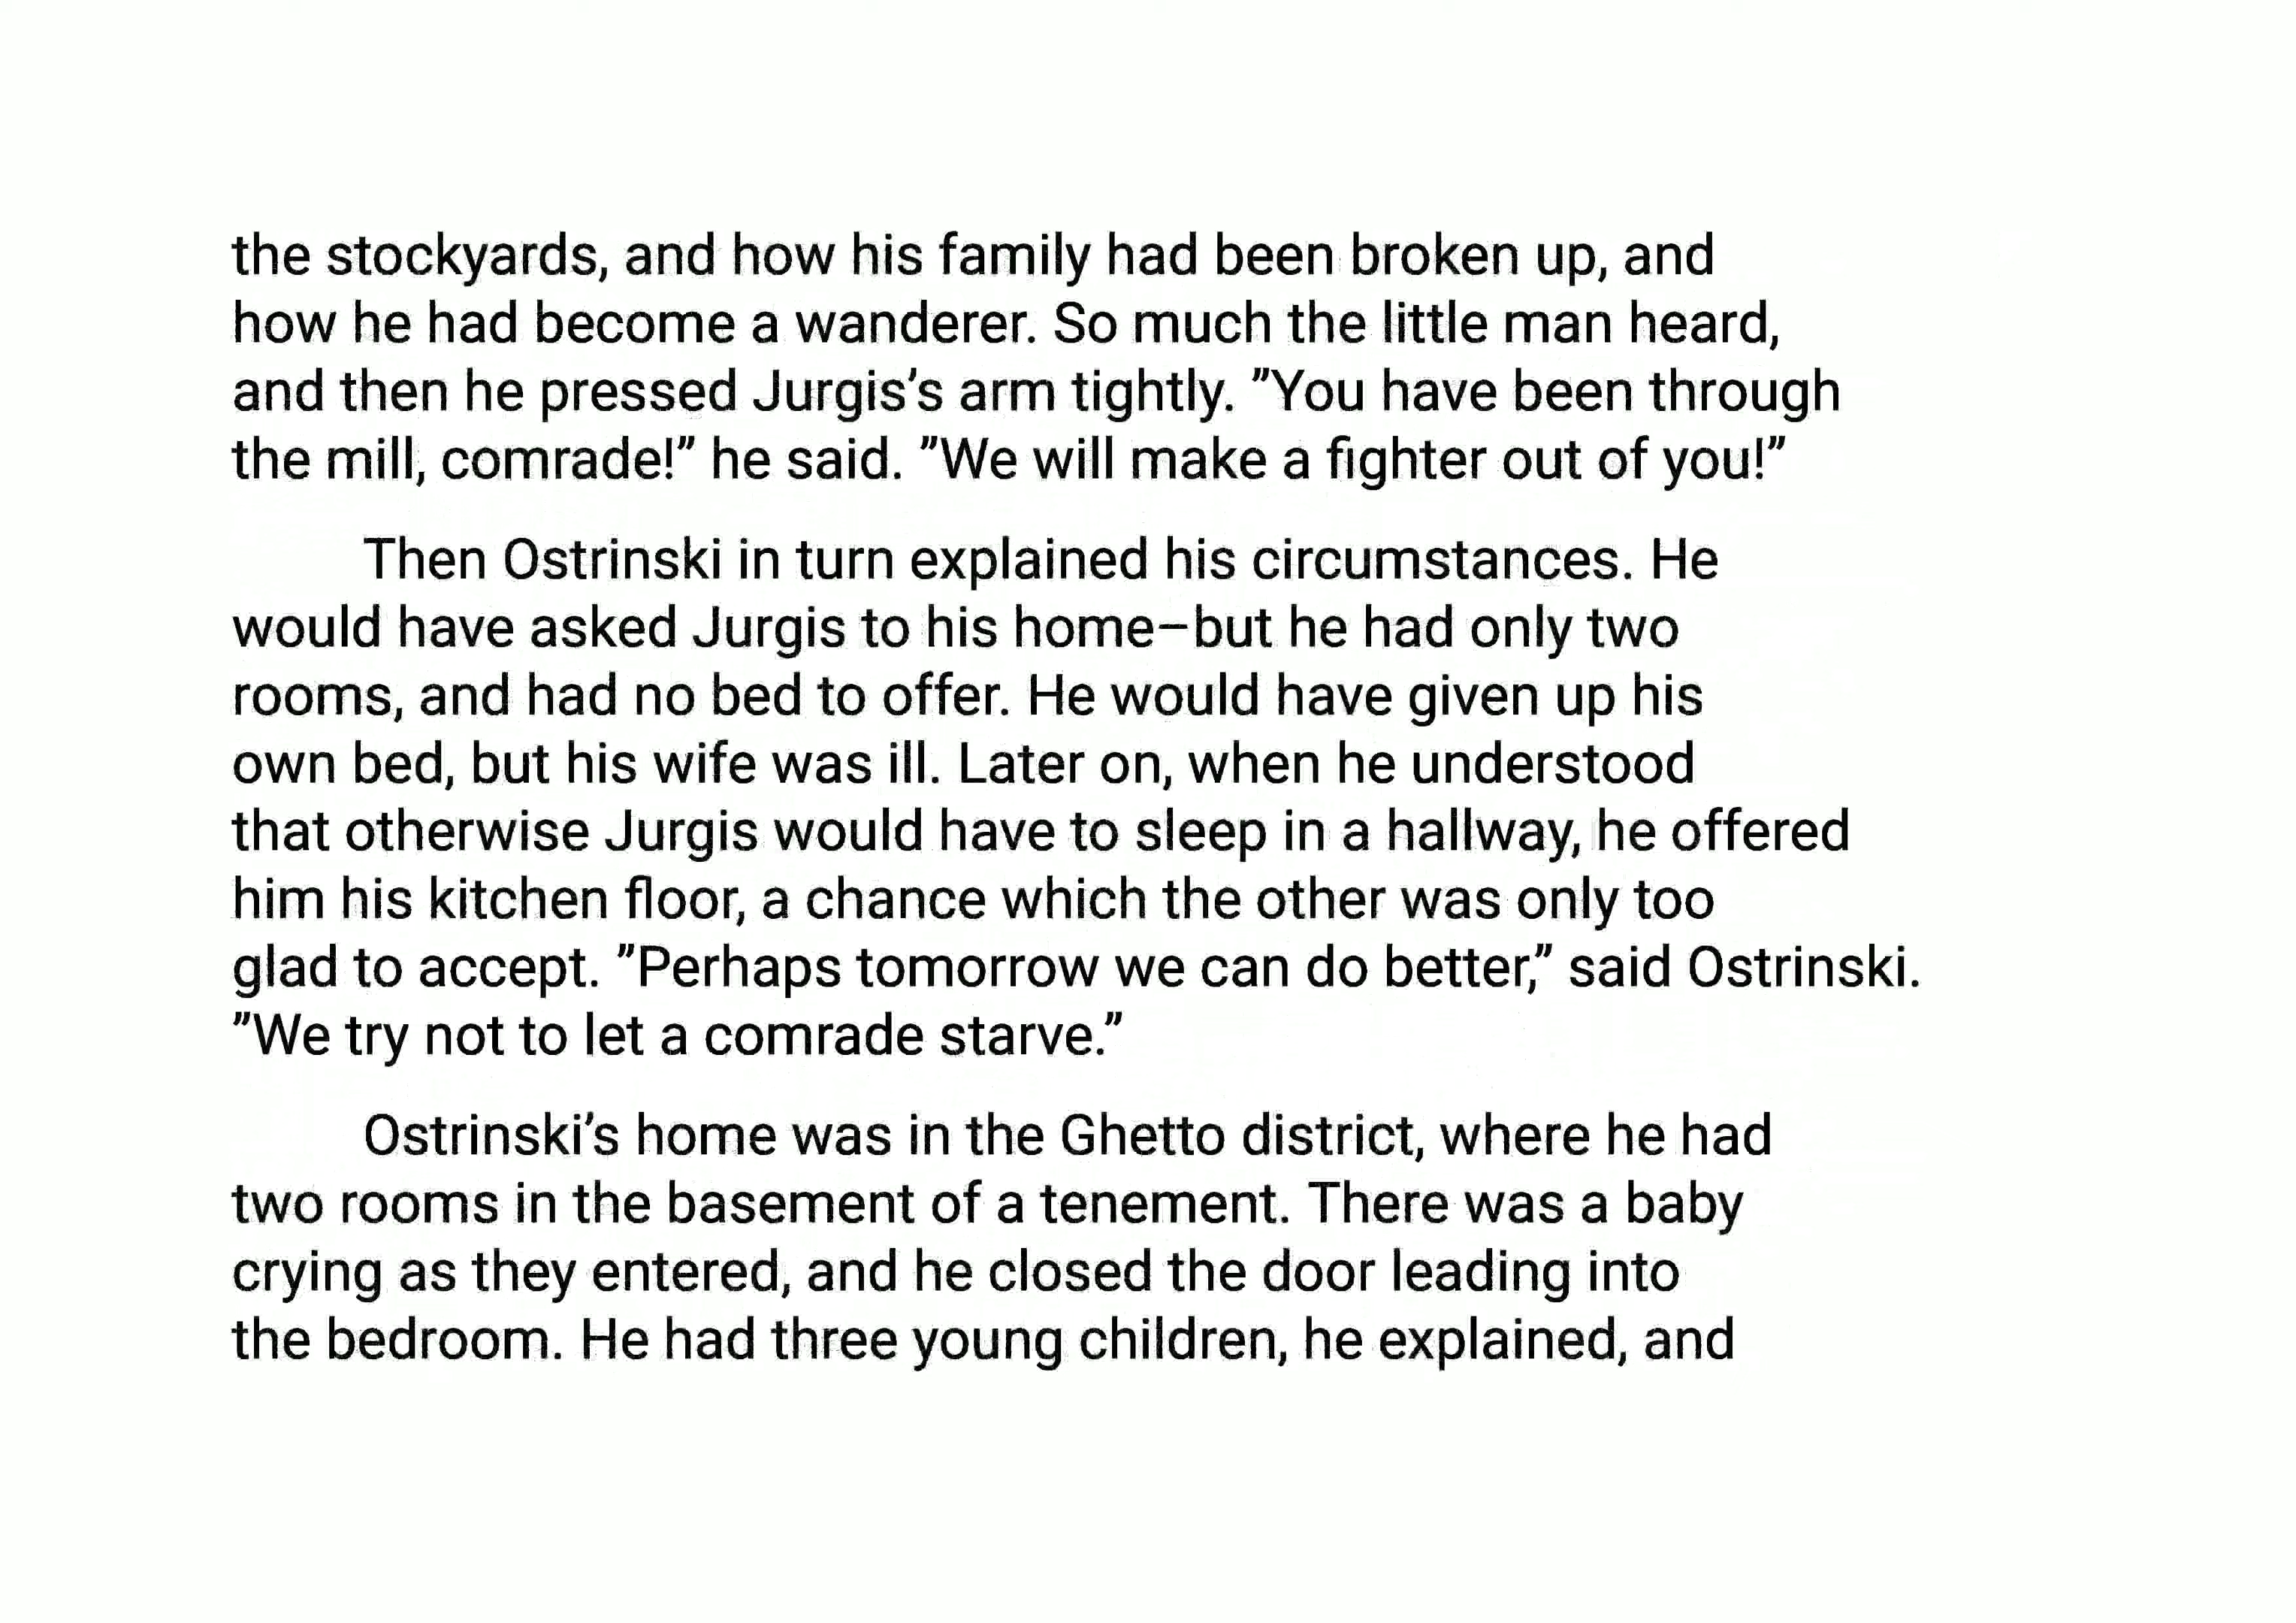 the stockyards, and how his family had been broken up, and
how he had become a wanderer. So much the little man heard,
and then he pressed Jurgis’s arm tightly. ”You have been through
the mill, comrade!” he said. ”We will make a fighter out of you!”
Then Ostrinski in turn explained his circumstances. He
would have asked Jurgis to his home–but he had only two
rooms, and had no bed to offer. He would have given up his
own bed, but his wife was ill. Later on, when he understood
that otherwise Jurgis would have to sleep in a hallway, he offered
him his kitchen floor, a chance which the other was only too
glad to accept. ”Perhaps tomorrow we can do better,” said Ostrinski.
”We try not to let a comrade starve.”
Ostrinski’s home was in the Ghetto district, where he had
two rooms in the basement of a tenement. There was a baby
crying as they entered, and he closed the door leading into
the bedroom. He had three young children, he explained, and